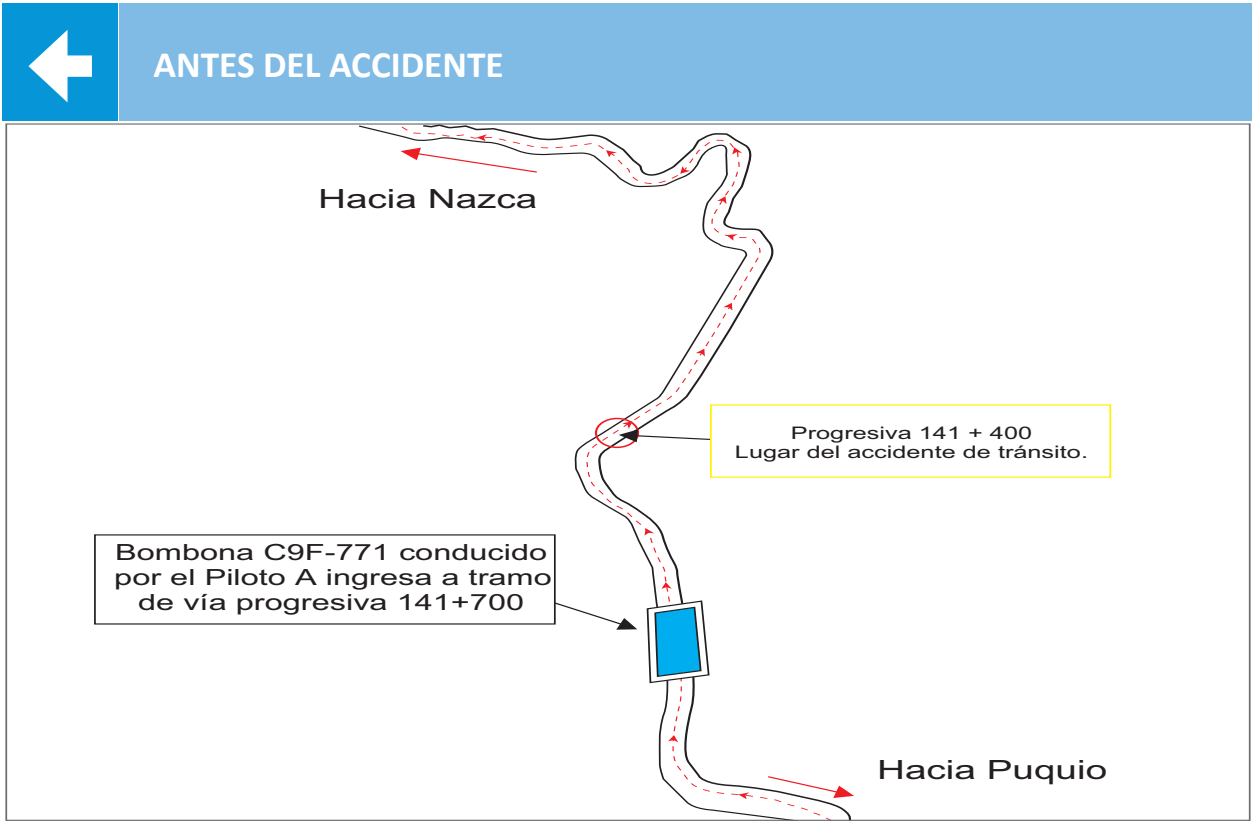 ANTES DEL ACCIDENTE
Hacia Nazca
Progresiva 141 + 400
Lugar del accidente de tránsito.
Bombona C9F-771 conducido
por el Piloto A ingresa a tramo
de vía progresiva 141+700
Hacia Puquio